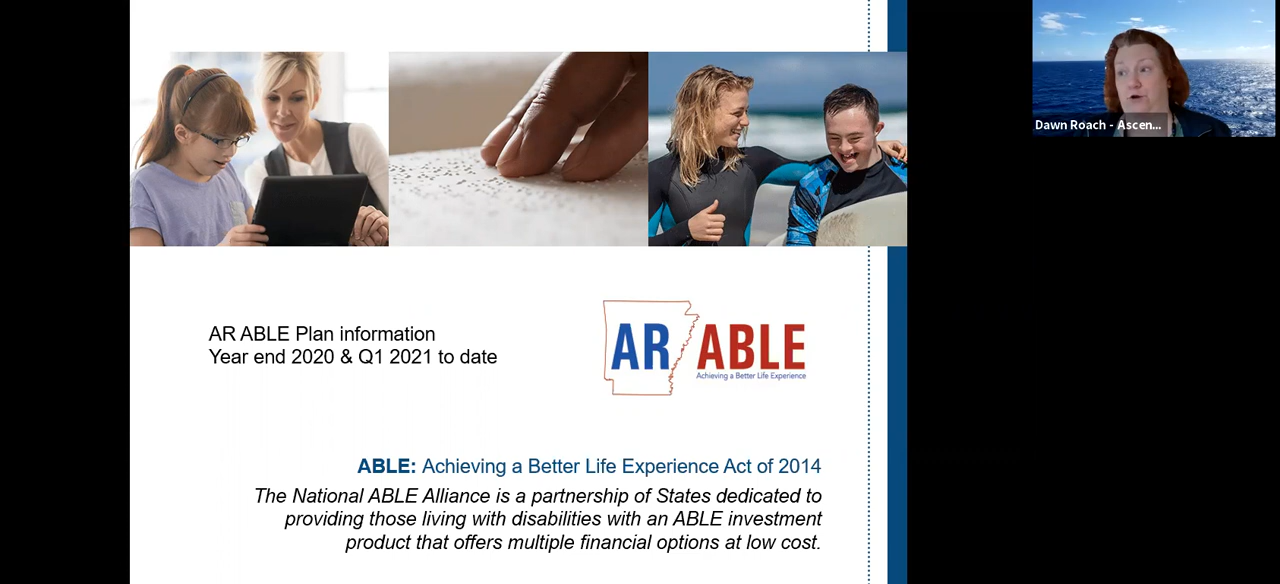 Dawn Roach - Ascen...
AR ABLE Plan information
Year end 2020 & Q1 2021 to date
AR ABLE
Achieving a Better Life Experience
ABLE: Achieving a Better Life Experience Act of 2014
The National ABLE Alliance is a partnership of States dedicated to
providing those living with disabilities with an ABLE investment
product that offers multiple financial options at low cost.